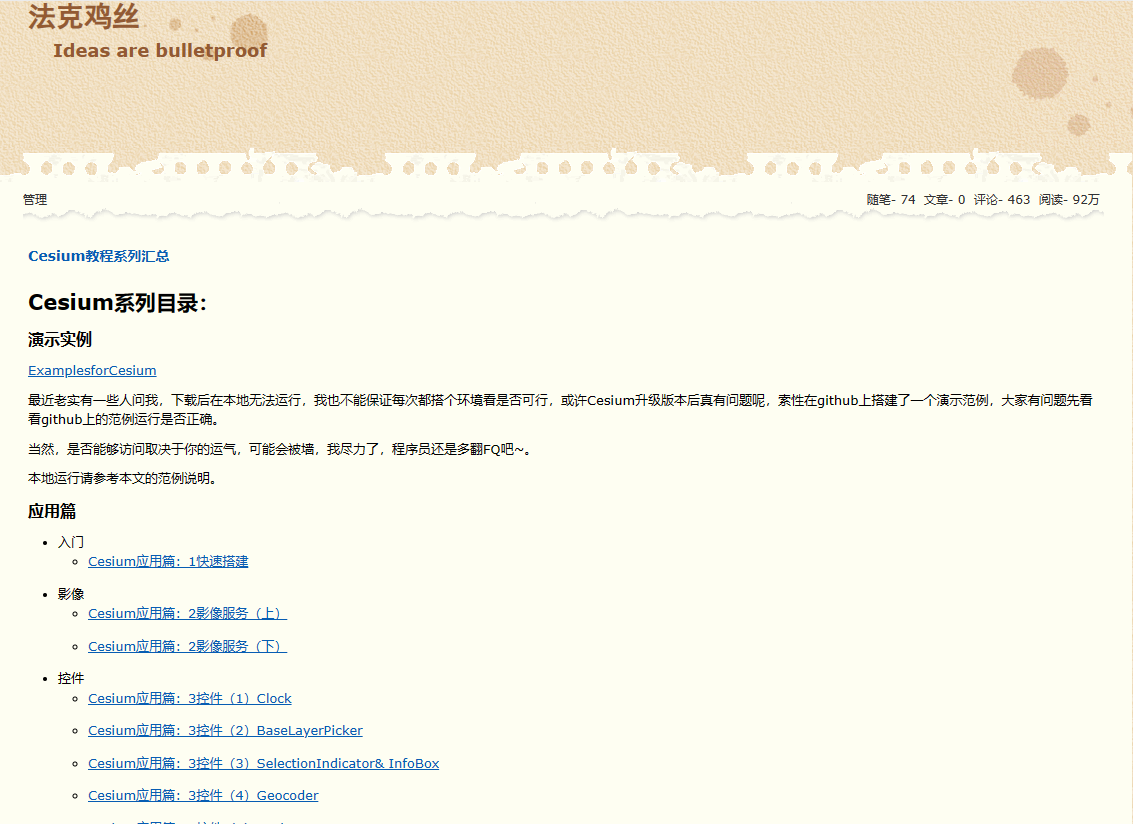 法克鸡丝
Ideas are bulletproof
管理
随笔- 74  文章- 0  评论- 463  阅读- 92万
Cesium教程系列汇总
Cesium系列目录：
演示实例
ExamplesforCesium
最近老实有一些人问我，下载后在本地无法运行，我也不能保证每次都搭个环境看是否可行，或许Cesium升级版本后真有问题呢，索性在github上搭建了一个演示范例，大家有问题先看
看github上的范例运行是否正确。
当然，是否能够访问取决于你的运气，可能会被墙，我尽力了，程序员还是多翻FQ吧~。
本地运行请参考本文的范例说明。
应用篇
入门
Cesium应用篇：1快速搭建
影像
Cesium应用篇：2影像服务（上）
Cesium应用篇：2影像服务（下）
控件
Cesium应用篇：3控件（1）Clock
Cesium应用篇：3控件（2）BaseLayerPicker
Cesium应用篇：3控件（3）SelectionIndicator& InfoBox
Cesium应用篇：3控件（4）Geocoder